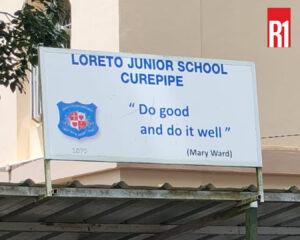 R1
LORETO JUNIOR SCHOOL
CUREPIPE
“ Do good
and do it well ”
(Mary Ward)